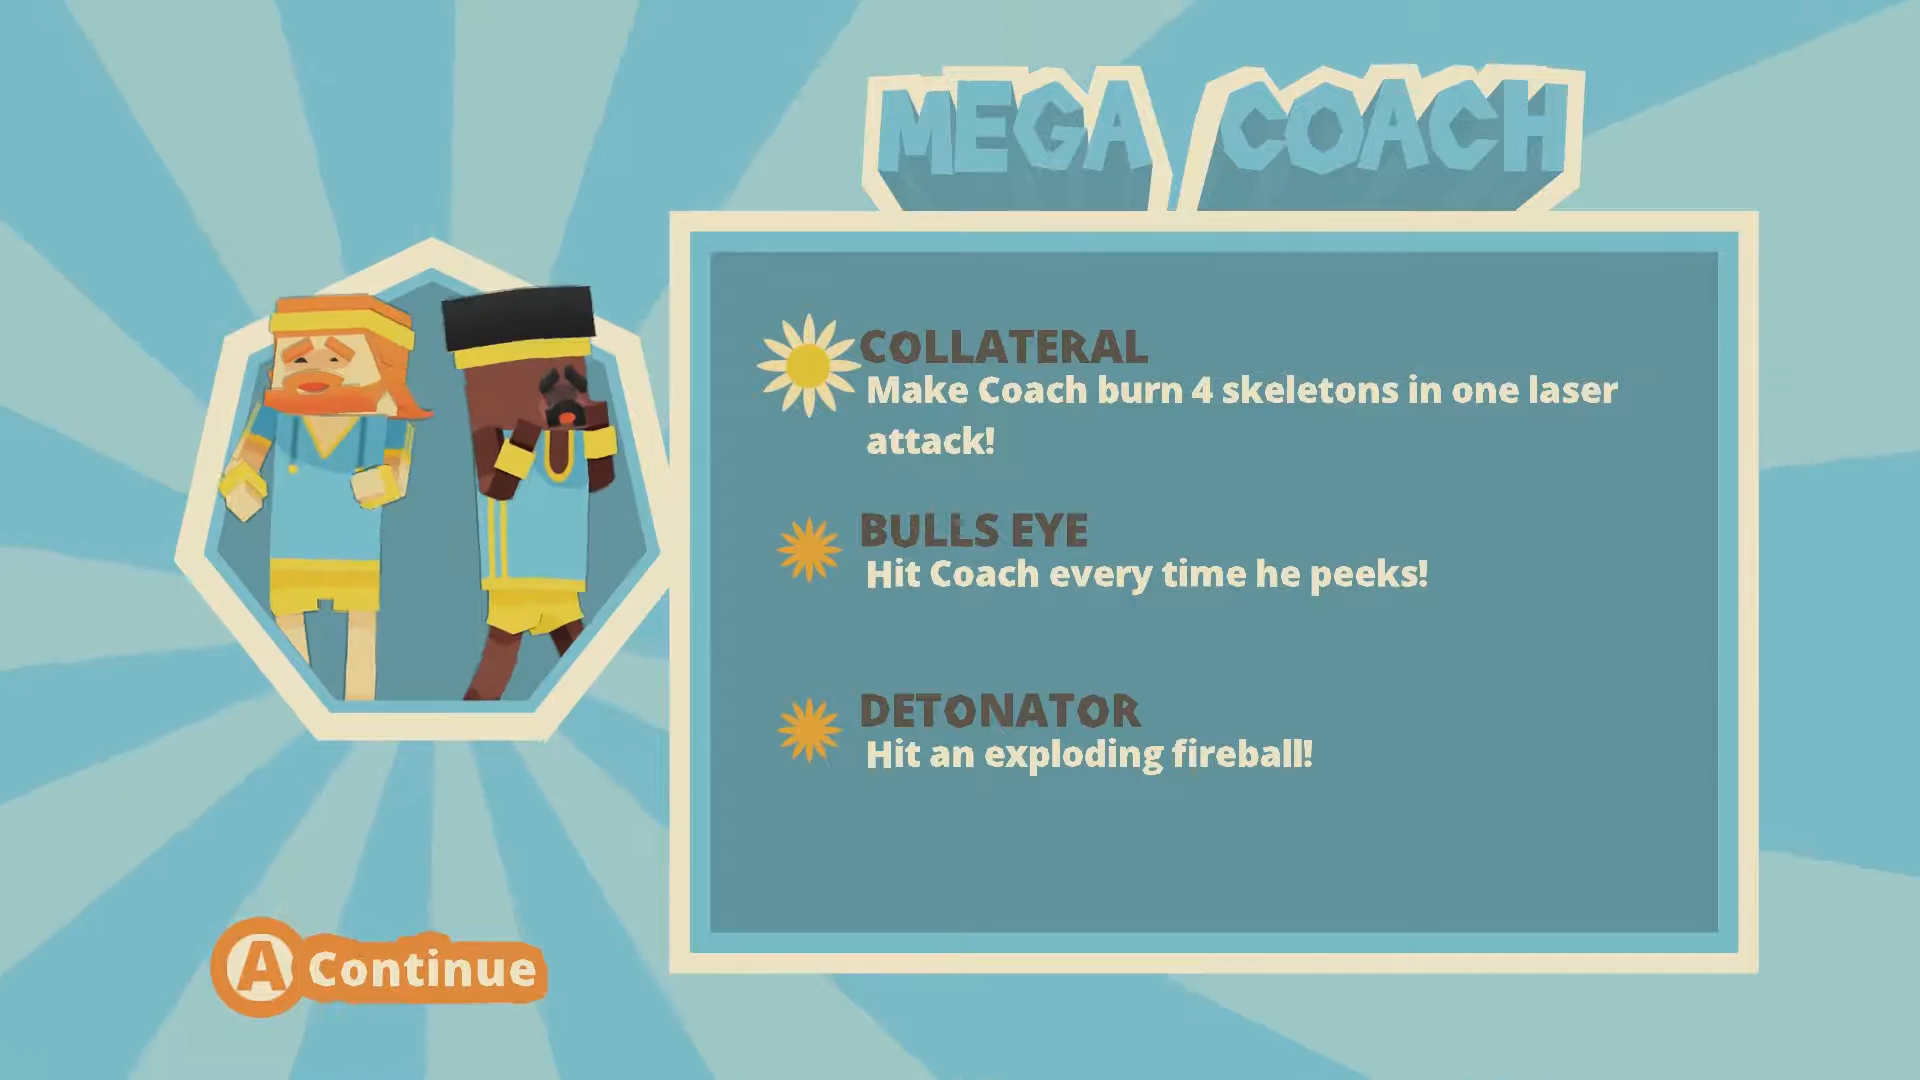 MEGA COACH
COLLATERAL
Make Coach burn 4 skeletons in one laser
attack!
BULLS EYE
Hit Coach every time he peeks!
DETONATOR
Hit an exploding fireball!
A Continue